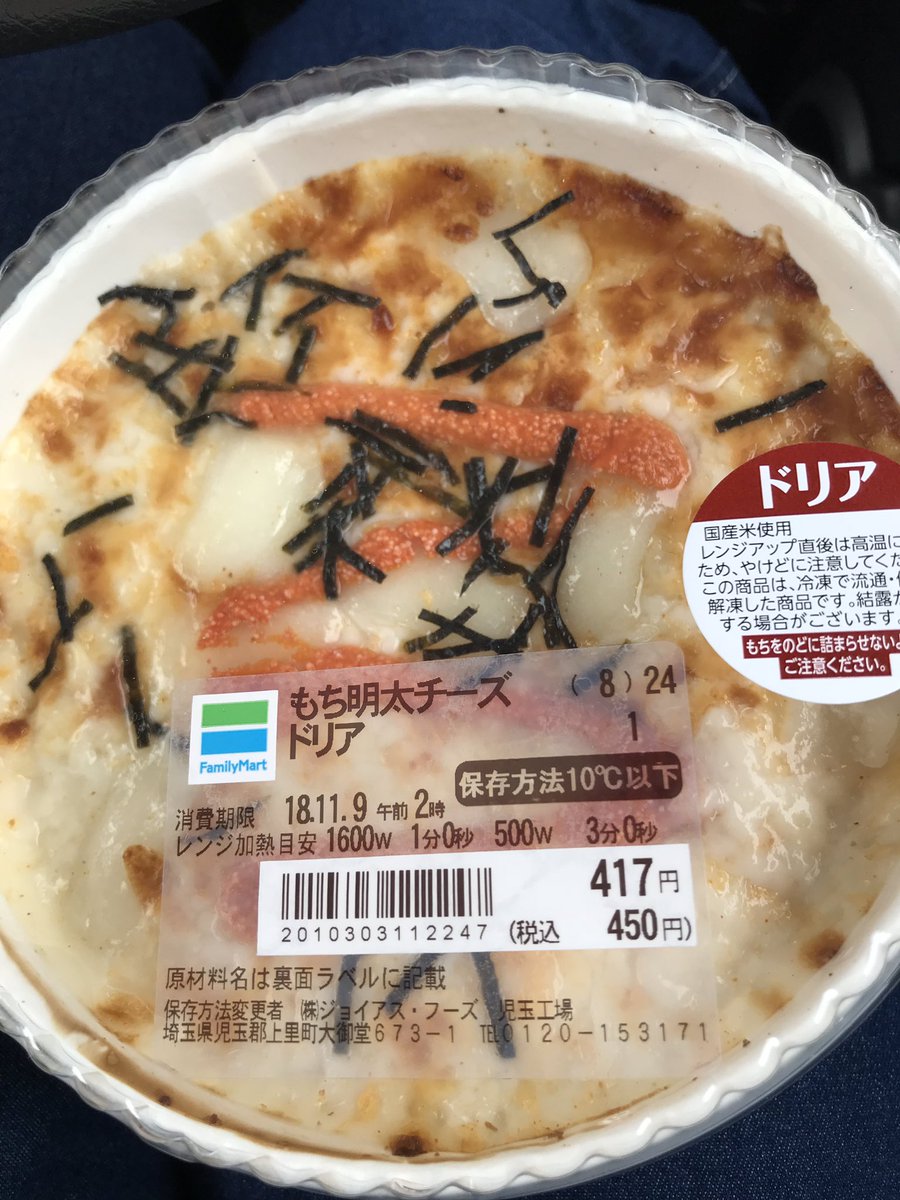 ドリア
国産米使用
レンジアップ直後は高温に
ため、やけどに注意してくだ
この商品は、冷凍で流通・
解凍した商品です。結露が
する場合がございます。
もちをのどに詰まらせない
ご注意ください。
もち明太チーズ (8) 24
ドリア 1
FamilyMart
保存方法10℃以下
消費期限 18.11.9 午前2時
レンジ加熱目安 1600W 1分0秒 500W 3分0秒
417円
2010303112247 (税込 450円)
原材料名は裏面ラベルに記載
保存方法変更者 ㈱ジョイアス・フーズ 児玉工場
埼玉県児玉郡上里町大御堂673-1 TEL0120-153171